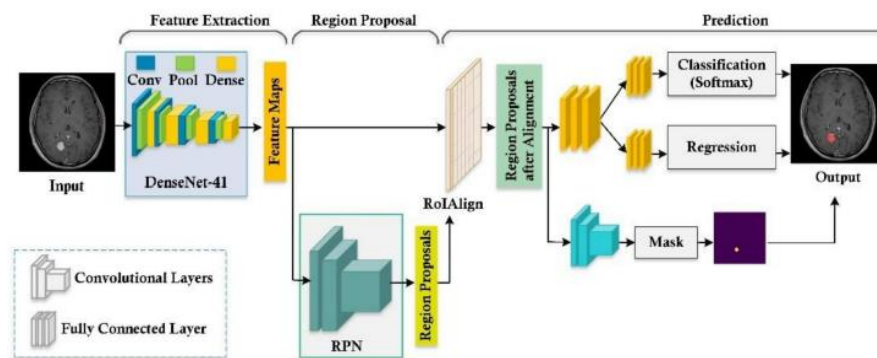 Feature Extraction
Region Proposal
Prediction
Conv Pool Dense
DenseNet-41
Input
Feature Maps
RPN
Region Proposals
RoIAlign
Region Proposals
after Alignment
Classification
(Softmax)
Regression
Mask
Output
Convolutional Layers
Fully Connected Layer